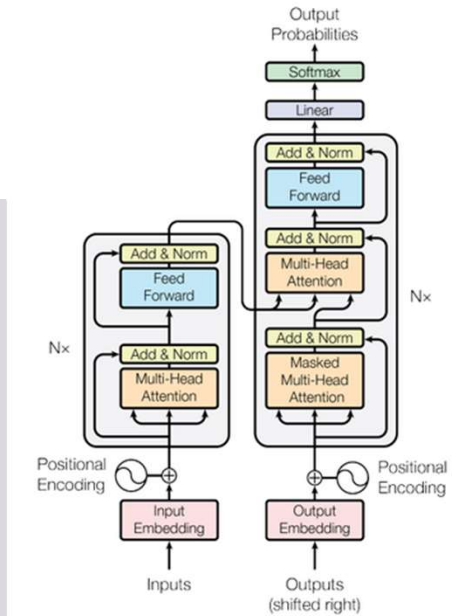 Output
Probabilities
Softmax
Linear
Add & Norm
Feed
Forward
Add & Norm
Multi-Head
Attention
Nx
Add & Norm
Masked
Multi-Head
Attention
Add & Norm
Feed
Forward
Nx
Add & Norm
Multi-Head
Attention
Positional
Encoding
Positional
Encoding
Input
Embedding
Output
Embedding
Inputs
Outputs
(shifted right)